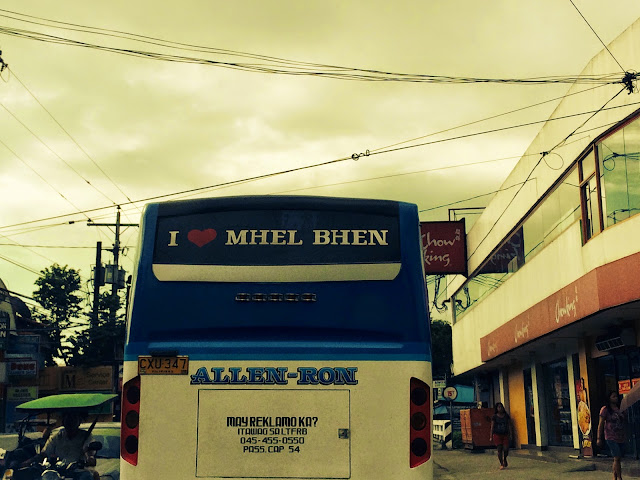 I ❤ MHEL BHEN
Chow
king
Chowking
Chowking
CXU 347
ALLEN-RON
MAY REKLAMO KA?
ITAWAG SA LTFRB
045-455-0550
PASS. CAP 54